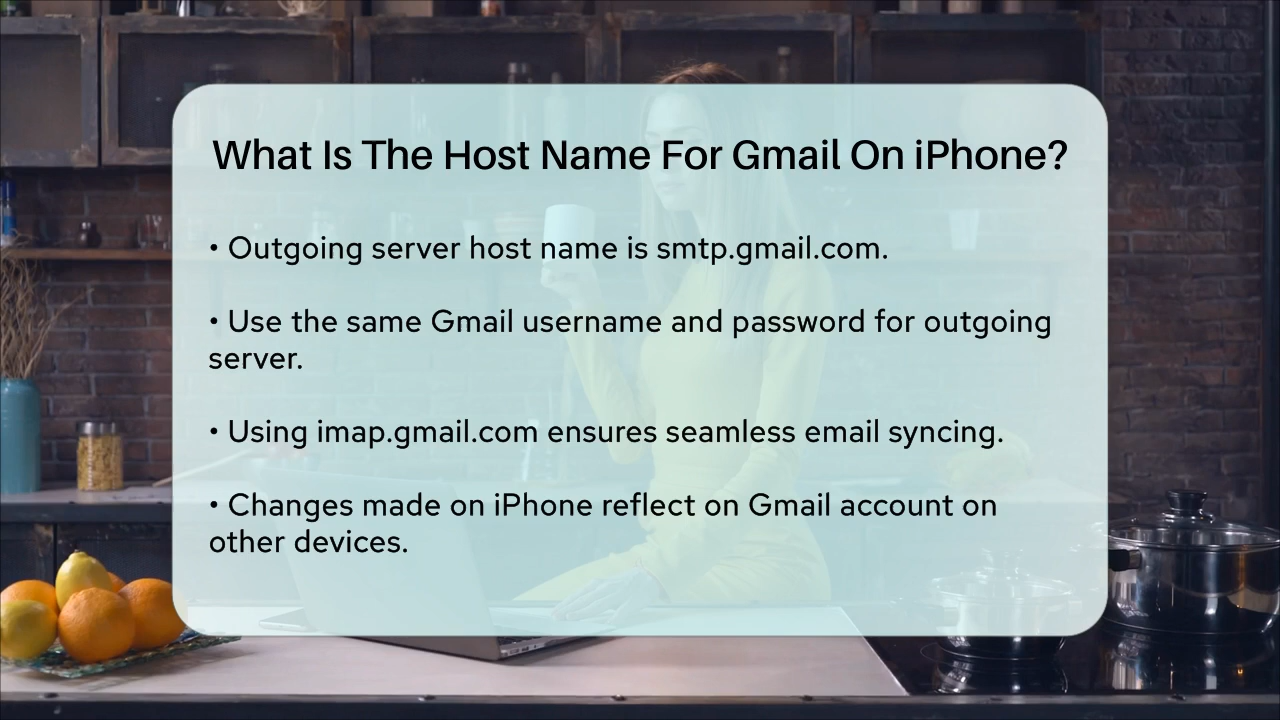 What Is The Host Name For Gmail On iPhone?
• Outgoing server host name is smtp.gmail.com.
• Use the same Gmail username and password for outgoing
server.
• Using imap.gmail.com ensures seamless email syncing.
• Changes made on iPhone reflect on Gmail account on
other devices.